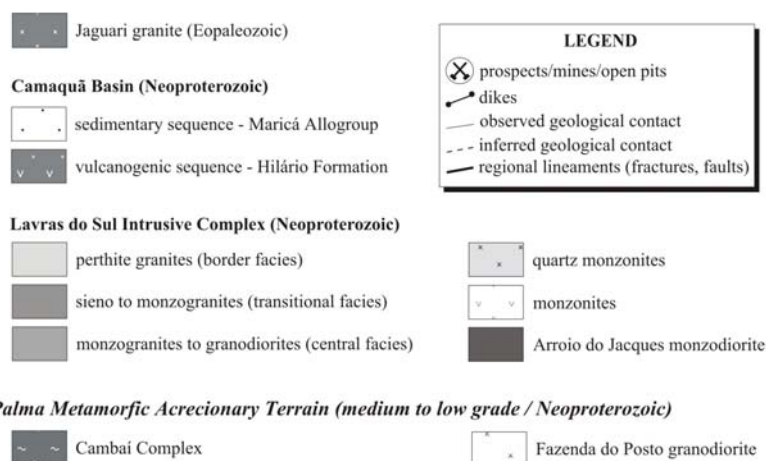 Jaguari granite (Eopaleozoic)
Camaquã Basin (Neoproterozoic)
sedimentary sequence - Maricá Allogroup
vulcanogenic sequence - Hilário Formation
LEGEND
prospects/mines/open pits
dikes
observed geological contact
inferred geological contact
regional lineaments (fractures, faults)
Lavras do Sul Intrusive Complex (Neoproterozoic)
perthite granites (border facies)
sieno to monzogranites (transitional facies)
monzogranites to granodiorites (central facies)
quartz monzonites
monzonites
Arroio do Jacques monzodiorite
Palma Metamorfic Acrecionary Terrain (medium to low grade / Neoproterozoic)
Cambaí Complex
Fazenda do Posto granodiorite